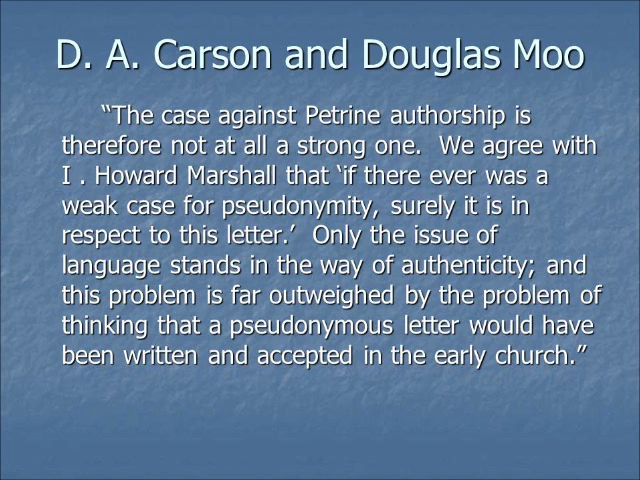 D. A. Carson and Douglas Moo
“The case against Petrine authorship is
therefore not at all a strong one.  We agree with
I . Howard Marshall that ‘if there ever was a
weak case for pseudonymity, surely it is in
respect to this letter.’  Only the issue of
language stands in the way of authenticity; and
this problem is far outweighed by the problem of
thinking that a pseudonymous letter would have
been written and accepted in the early church.”